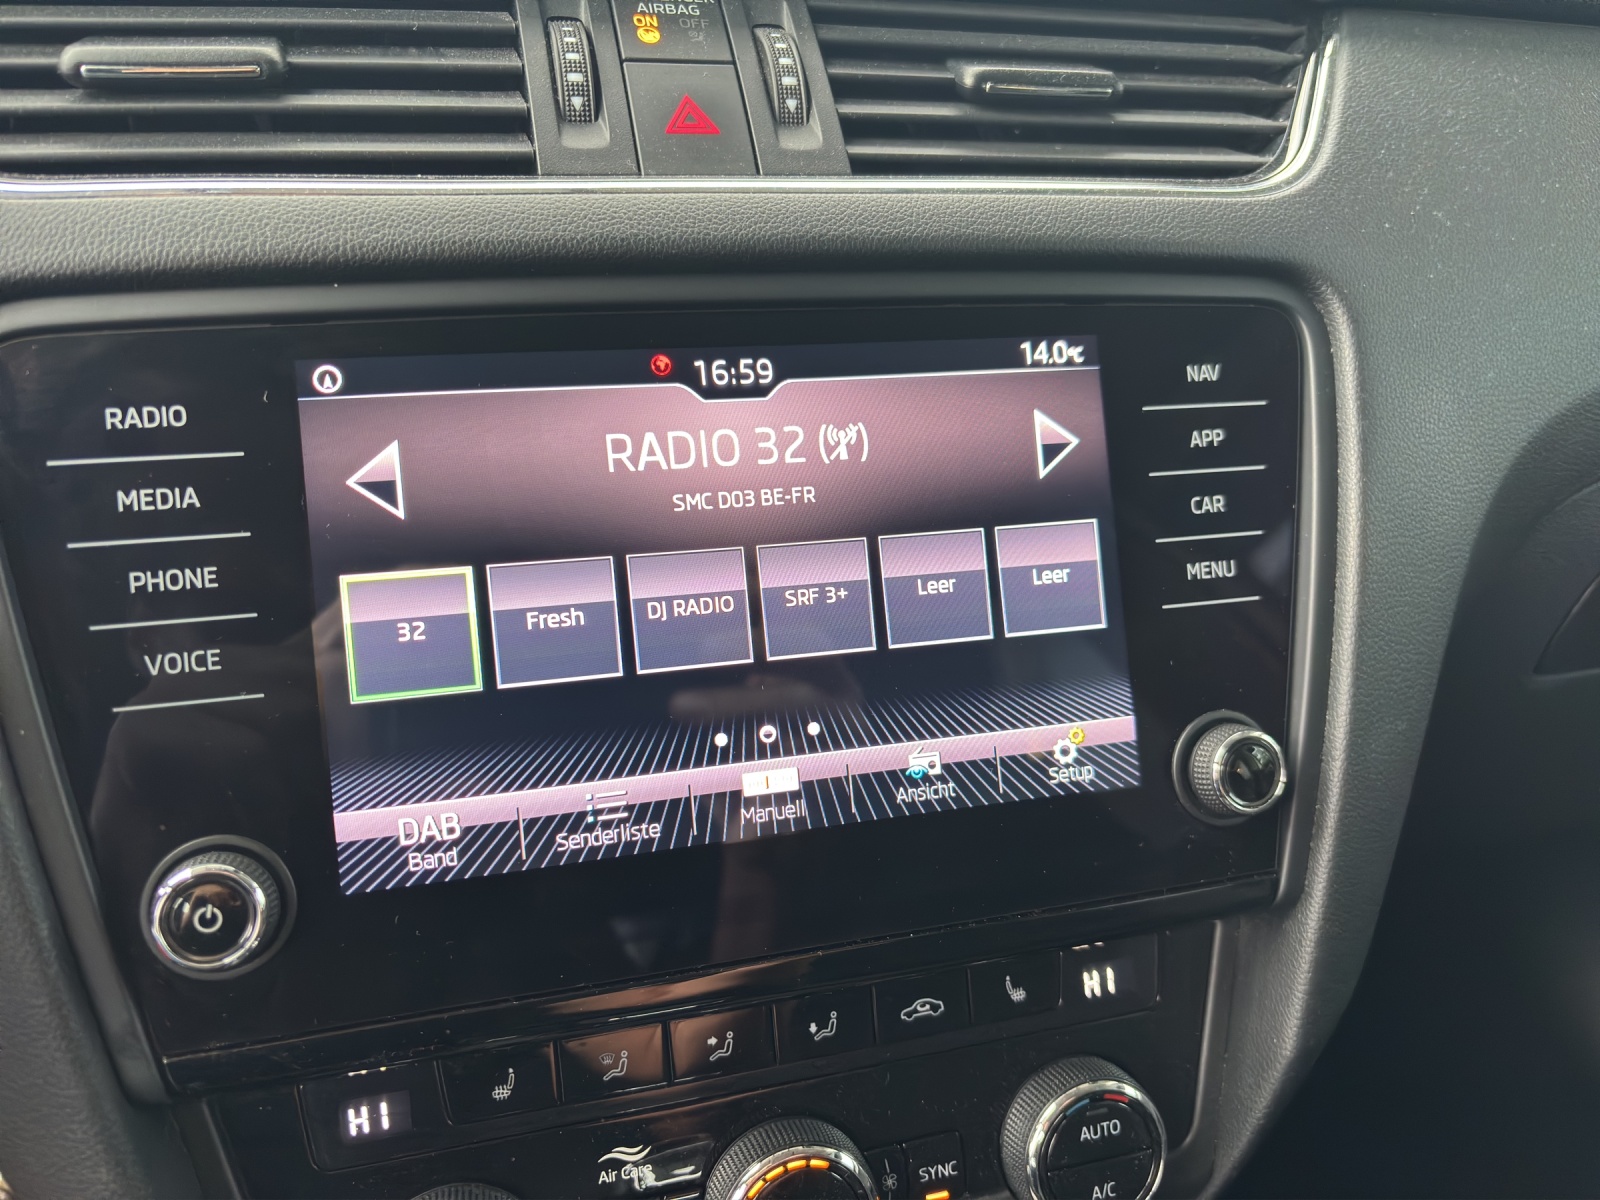 AIRBAG
ON OFF
RADIO
MEDIA
PHONE
VOICE
16:59
14.0°C
RADIO 32
SMC D03 BE-FR
32
Fresh
DJ RADIO
SRF 3+
Leer
Leer
DAB
Band
Senderliste
Manuell
Ansicht
Setup
NAV
APP
CAR
MENU
HI
HI
Air Care
SYNC
AUTO
A/C